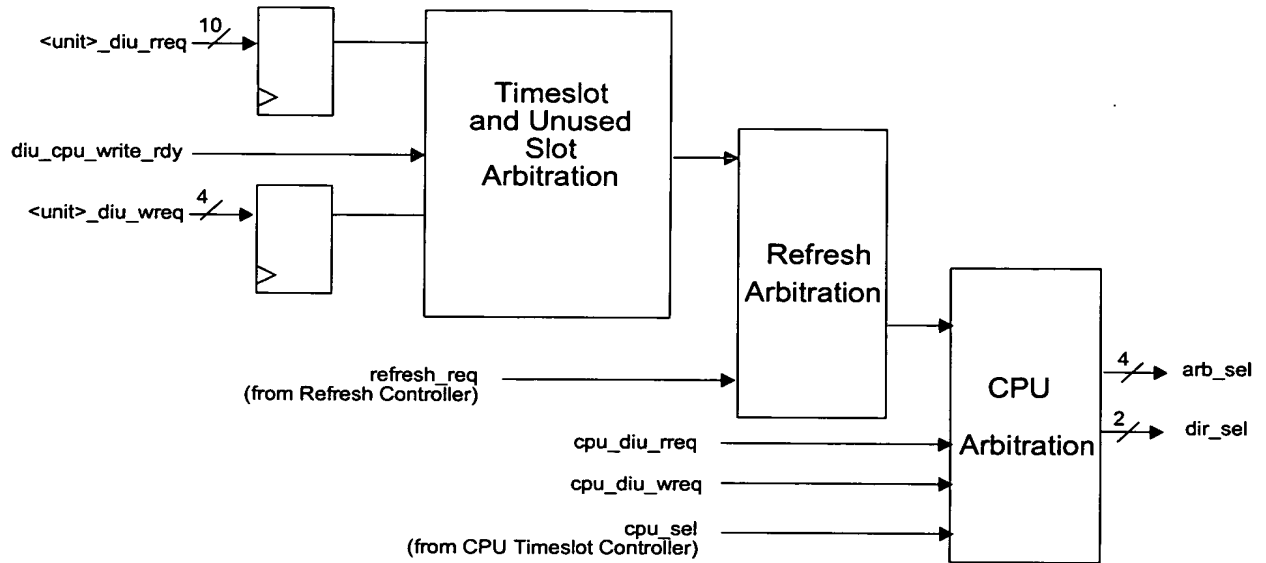 <unit>_diu_rreq
10
diu_cpu_write_rdy
<unit>_diu_wreq
4
Timeslot
and Unused
Slot
Arbitration
Refresh
Arbitration
refresh_req
(from Refresh Controller)
cpu_diu_rreq
cpu_diu_wreq
cpu_sel
(from CPU Timeslot Controller)
CPU
Arbitration
4
arb_sel
2
dir_sel